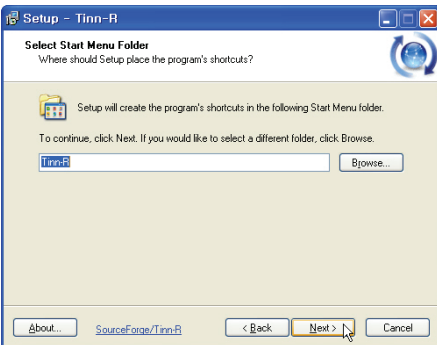 Setup - Tinn-R
Select Start Menu Folder
Where should Setup place the program's shortcuts?
Setup will create the program's shortcuts in the following Start Menu folder.
To continue, click Next. If you would like to select a different folder, click Browse.
Tinn-R
Browse...
About...
SourceForge/Tinn-R
< Back
Next >
Cancel